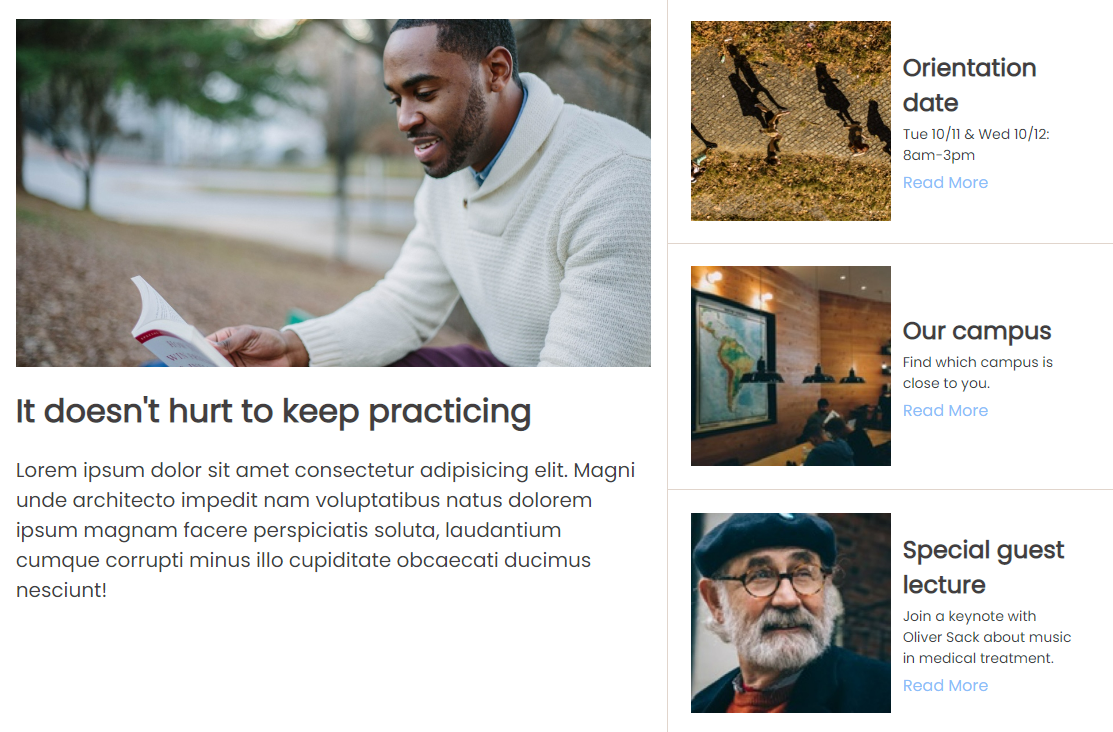 It doesn't hurt to keep practicing
Lorem ipsum dolor sit amet consectetur adipisicing elit. Magni
unde architecto impedit nam voluptatibus natus dolorem
ipsum magnam facere perspiciatis soluta, laudantium
cumque corrupti minus illo cupiditate obcaecati ducimus
nesciunt!
Orientation
date
Tue 10/11 & Wed 10/12:
8am-3pm
Read More
Our campus
Find which campus is
close to you.
Read More
Special guest
lecture
Join a keynote with
Oliver Sack about music
in medical treatment.
Read More